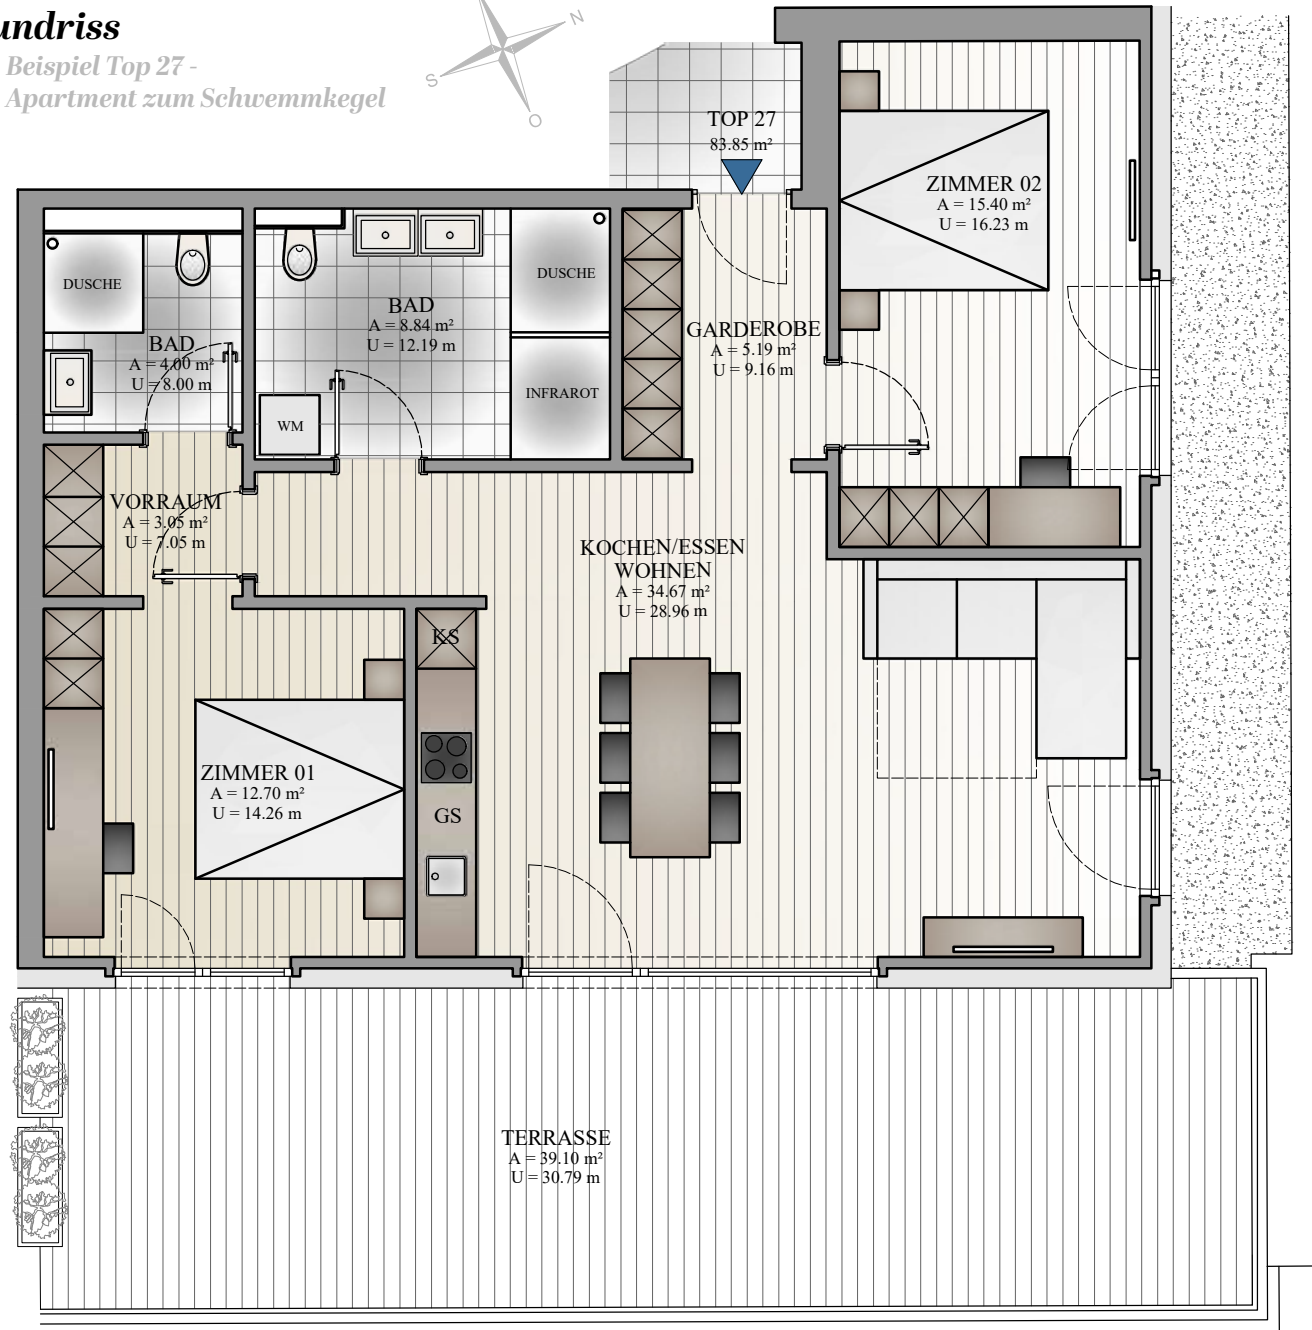 undriss
Beispiel Top 27 -
Apartment zum Schwemmkegel
N
S
O
TOP 27
83.85 m²
ZIMMER 02
A = 15.40 m²
U = 16.23 m
DUSCHE
BAD
A = 4.00 m²
U = 8.00 m
BAD
A = 8.84 m²
U = 12.19 m
DUSCHE
INFRAROT
WM
GARDEROBE
A = 5.19 m²
U = 9.16 m
VORRAUM
A = 3.05 m²
U = 7.05 m
KOCHEN/ESSEN
WOHNEN
A = 34.67 m²
U = 28.96 m
KS
GS
ZIMMER 01
A = 12.70 m²
U = 14.26 m
TERRASSE
A = 39.10 m²
U = 30.79 m